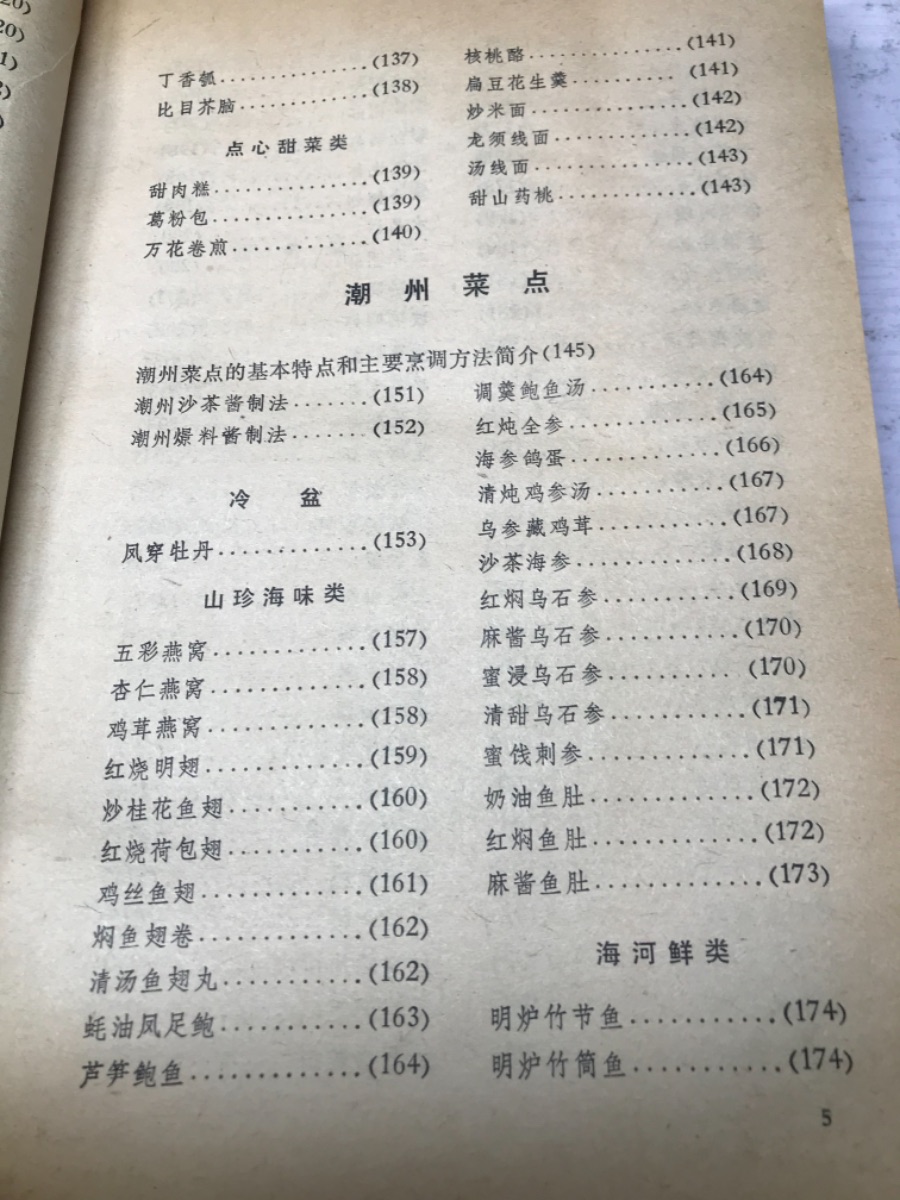 20)
20)
1)
丁香瓠..............(137)
比目芥脑............(138)
点心甜菜类
甜肉糕..............(139)
葛粉包..............(139)
万花卷煎............(140)
核桃酪..............(141)
扁豆花生羹..........(141)
炒米面..............(142)
龙须线面............(142)
汤线面..............(143)
甜山药桃............(143)
潮州菜点
潮州菜点的基本特点和主要烹调方法简介(145)
潮州沙茶酱制法.......(151)
潮州㸆料酱制法.......(152)
冷盆
凤穿牡丹.............(153)
山珍海味类
五彩燕窝.............(157)
杏仁燕窝.............(158)
鸡茸燕窝.............(158)
红烧明翅.............(159)
炒桂花鱼翅...........(160)
红烧荷包翅...........(160)
鸡丝鱼翅.............(161)
焖鱼翅卷.............(162)
清汤鱼翅丸...........(162)
蚝油凤足鲍...........(163)
芦笋鲍鱼.............(164)
调羹鲍鱼汤...........(164)
红炖全参.............(165)
海参鸽蛋.............(166)
清炖鸡参汤...........(167)
乌参藏鸡茸...........(167)
沙茶海参.............(168)
红焖乌石参...........(169)
麻酱乌石参...........(170)
蜜浸乌石参...........(170)
清甜乌石参...........(171)
蜜饯刺参.............(171)
奶油鱼肚.............(172)
红焖鱼肚.............(172)
麻酱鱼肚.............(173)
海河鲜类
明炉竹节鱼...........(174)
明炉竹筒鱼...........(174)
5